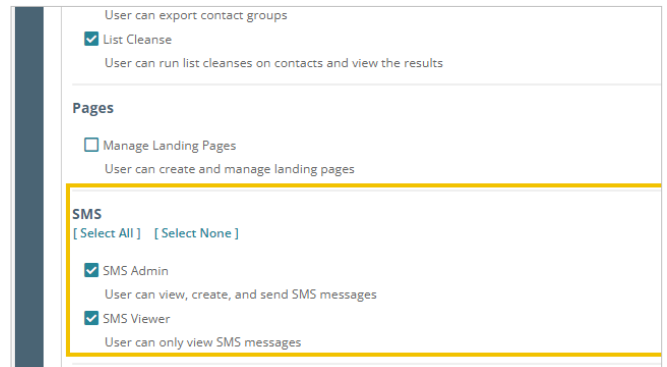 User can export contact groups
List Cleanse
User can run list cleanses on contacts and view the results
Pages
Manage Landing Pages
User can create and manage landing pages
SMS
[ Select All ] [ Select None ]
SMS Admin
User can view, create, and send SMS messages
SMS Viewer
User can only view SMS messages